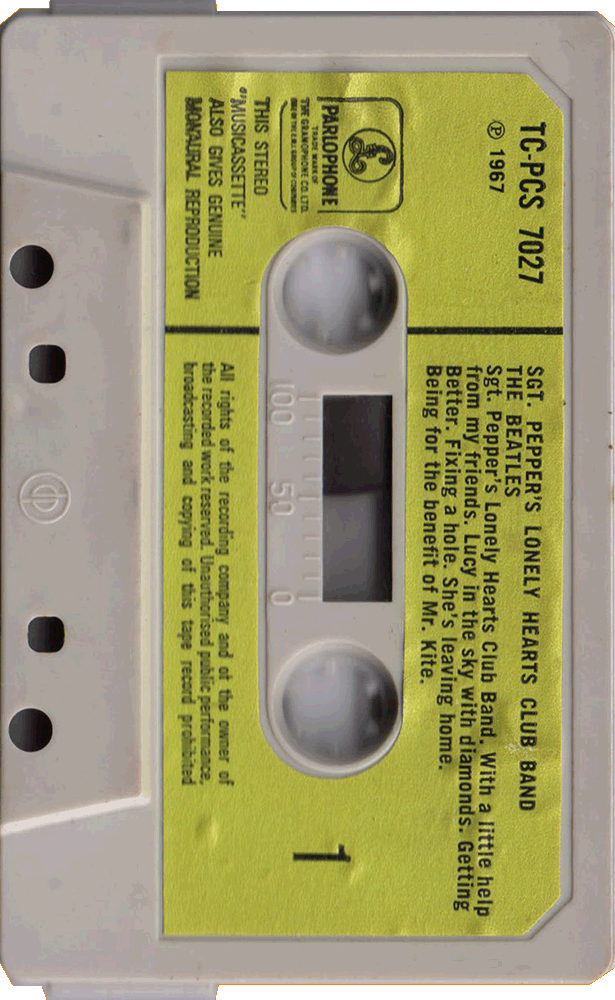 TC-PCS 7027
Ⓟ 1967
SGT. PEPPER'S LONELY HEARTS CLUB BAND
THE BEATLES
Sgt. Pepper's Lonely Hearts Club Band. With a little help
from my friends. Lucy in the sky with diamonds. Getting
Better. Fixing a hole. She's leaving home.
Being for the benefit of Mr. Kite.
£
PARLOPHONE
TRADE MARK OF
THE GRAMOPHONE CO. LTD.
THIS STEREO
"MUSICASSETTE"
ALSO GIVES GENUINE
MONAURAL REPRODUCTION
100 50 0
1
All rights of the recording company and of the owner of
the recorded work reserved. Unauthorised public performance,
broadcasting and copying of this tape record prohibited